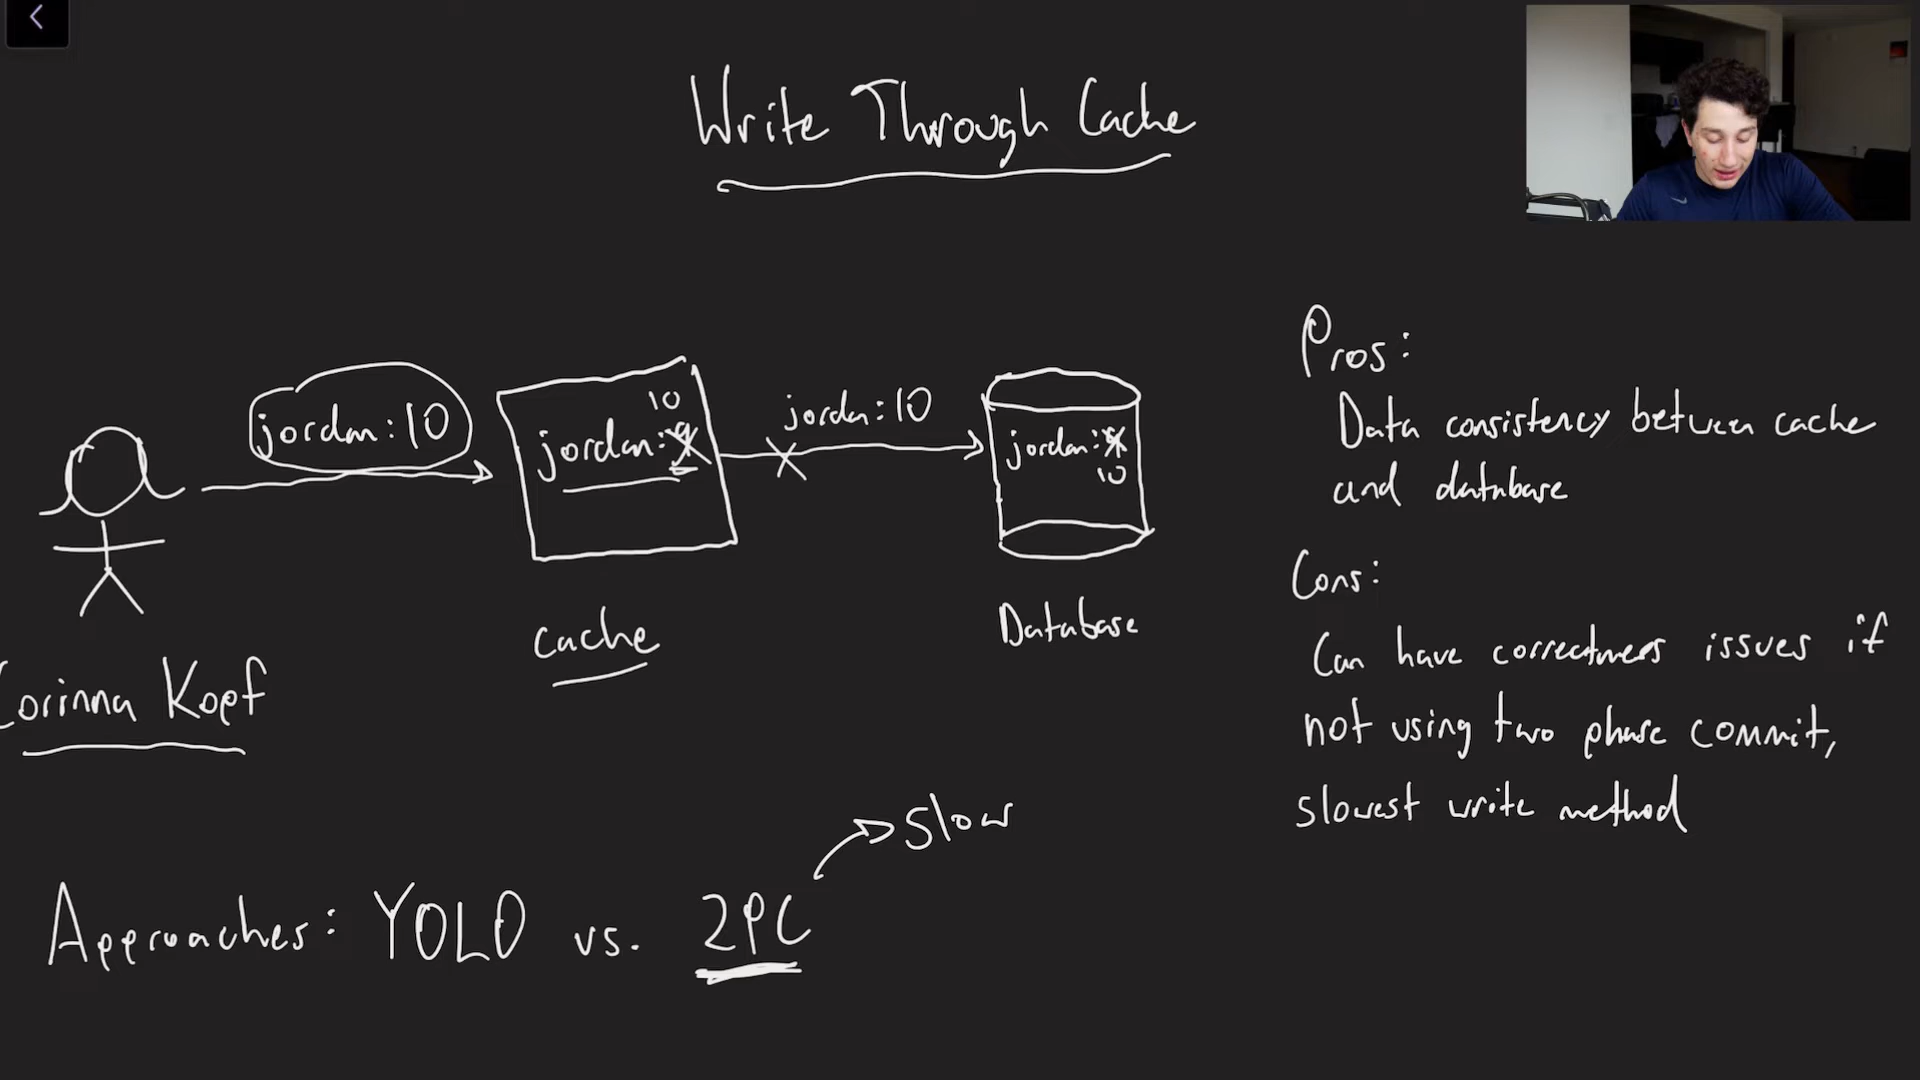 Write Through Cache
jordan:10
10
jordan:9
jordan:10
jordan:9
10
Cache
Database
Corinna Kopf
Pros:
Data consistency between cache
and database
Cons:
Can have correctness issues if
not using two phase commit,
slowest write method
Slow
Approaches: YOLO vs. 2PC